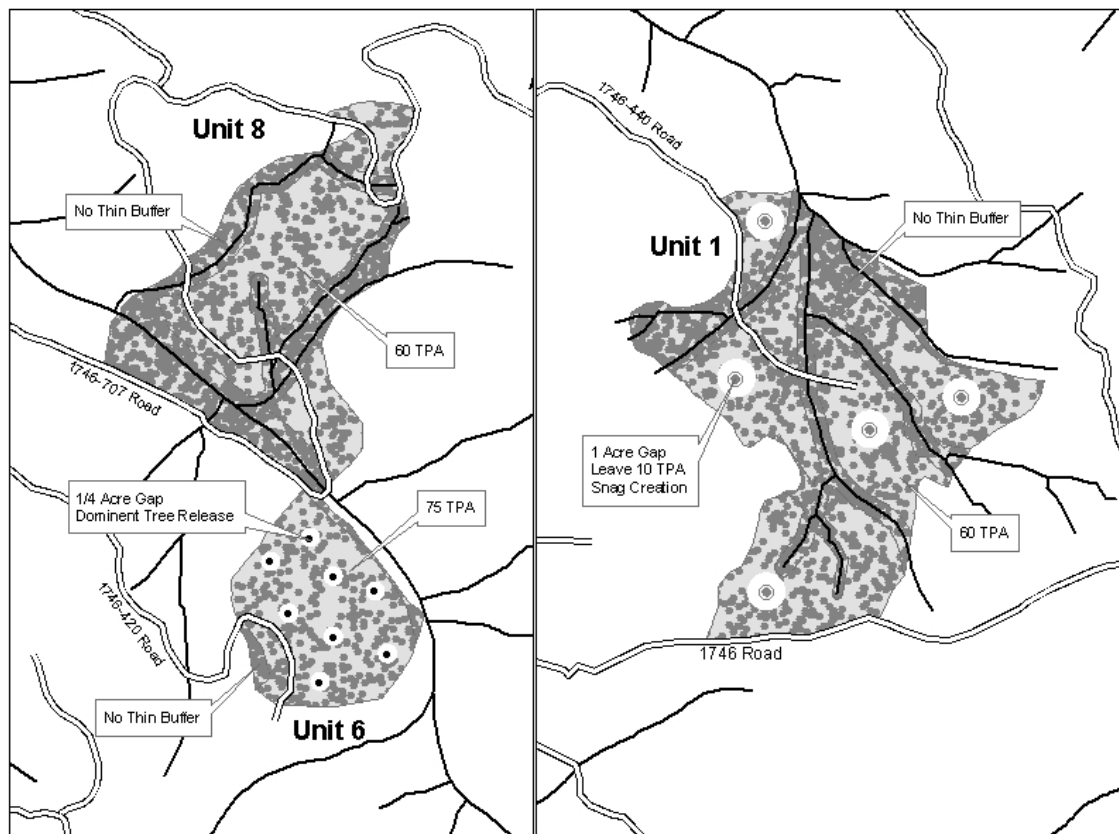 Unit 8
No Thin Buffer
60 TPA
1746-707 Road
1/4 Acre Gap
Dominent Tree Release
75 TPA
1746-420 Road
No Thin Buffer
Unit 6
1746-440 Road
No Thin Buffer
Unit 1
1 Acre Gap
Leave 10 TPA
Snag Creation
60 TPA
1746 Road